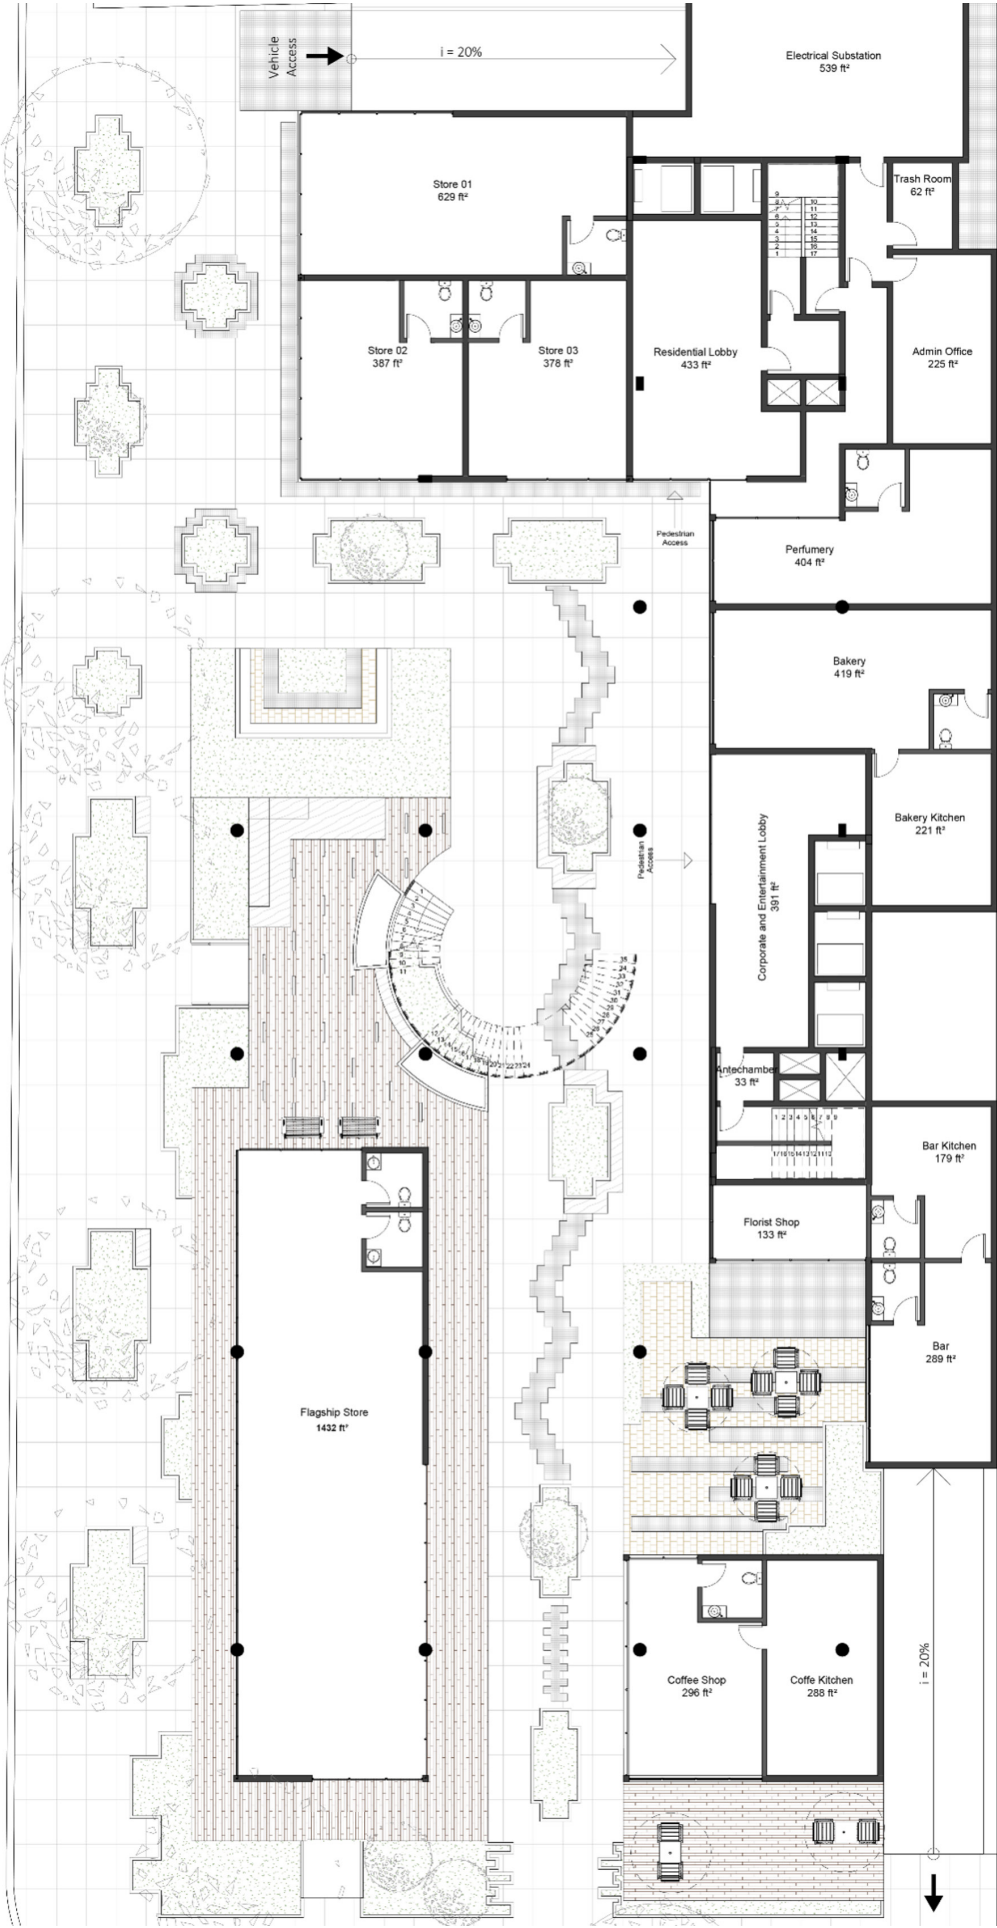 Vehicle
Access
i = 20%
Electrical Substation
539 ft²
Store 01
629 ft²
Trash Room
62 ft²
Store 02
387 ft²
Store 03
378 ft²
Residential Lobby
433 ft²
Admin Office
225 ft²
Pedestrian
Access
Perfumery
404 ft²
Bakery
419 ft²
Bakery Kitchen
221 ft²
Pedestrian
Access
Corporate and Entertainment Lobby
391 ft²
Antechamber
33 ft²
Bar Kitchen
179 ft²
Florist Shop
133 ft²
Bar
289 ft²
Flagship Store
1432 ft²
Coffee Shop
296 ft²
Coffe Kitchen
288 ft²
i = 20%